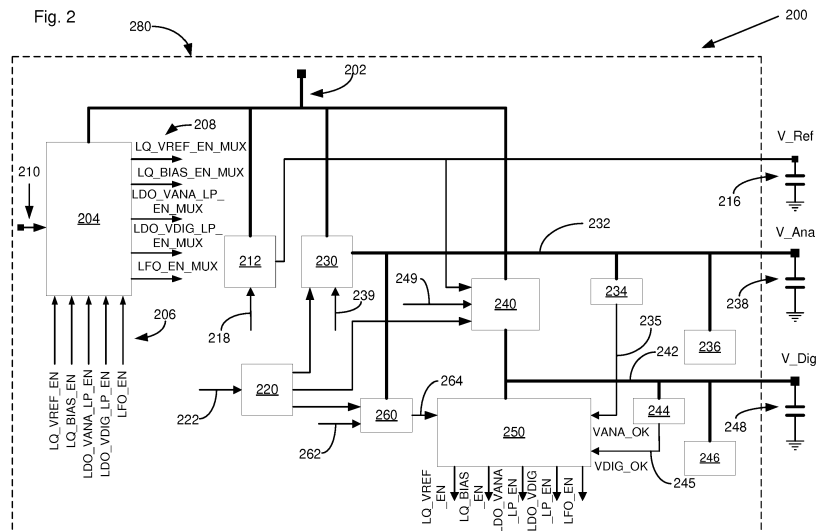 Fig. 2
280
200
202
208
LQ_VREF_EN_MUX
V_Ref
210
LQ_BIAS_EN_MUX
LDO_VANA_LP_
EN_MUX
216
204
LDO_VDIG_LP_
EN_MUX
232
V_Ana
LFO_EN_MUX
212
230
249
240
234
238
206
218
239
235
236
242
V_Dig
LQ_VREF_EN
LQ_BIAS_EN
LDO_VANA_LP_EN
LDO_VDIG_LP_EN
LFO_EN
220
222
264
260
244
248
250
VANA_OK
262
246
VDIG_OK
245
LQ_VREF
_EN
LQ_BIAS
_EN
LDO_VANA
_LP_EN
LDO_VDIG
_LP_EN
LFO_EN